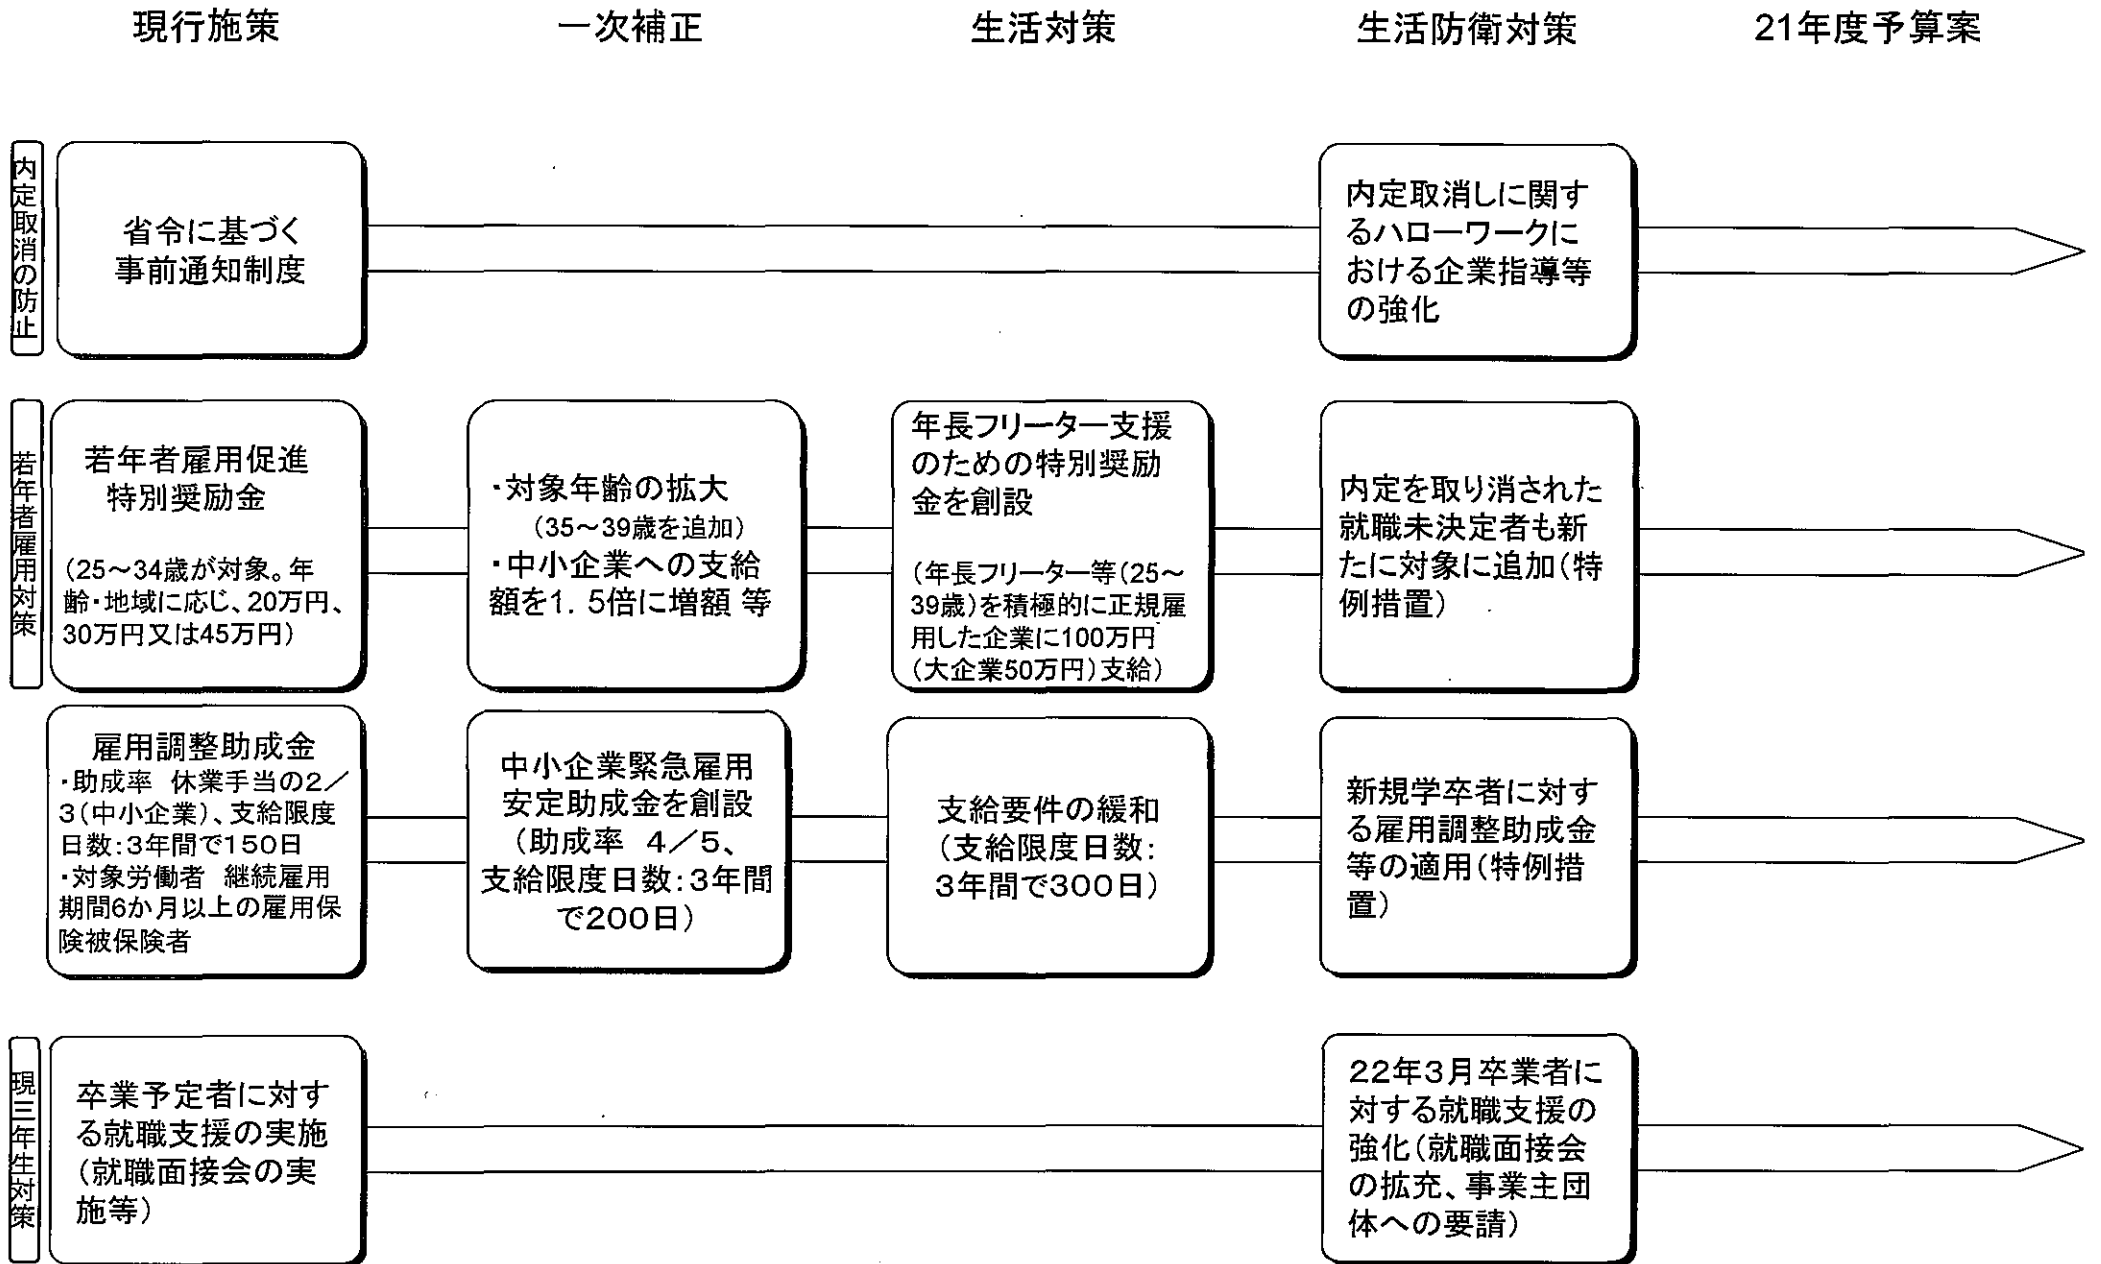 現行施策
一次補正
生活対策
生活防衛対策
21年度予算案
内定取消の防止
省令に基づく
事前通知制度
内定取消しに関す
るハローワークに
おける企業指導等
の強化
若年者雇用対策
若年者雇用促進
特別奨励金
(25～34歳が対象。年
齢・地域に応じ、20万円、
30万円又は45万円)
・対象年齢の拡大
(35～39歳を追加)
・中小企業への支給
額を1．5倍に増額 等
年長フリーター支援
のための特別奨励
金を創設
(年長フリーター等(25～
39歳)を積極的に正規雇
用した企業に100万円
(大企業50万円)支給)
内定を取り消された
就職未決定者も新
たに対象に追加(特
例措置)
雇用調整助成金
・助成率 休業手当の2／
3(中小企業)、支給限度
日数:3年間で150日
・対象労働者 継続雇用
期間6か月以上の雇用保
険被保険者
中小企業緊急雇用
安定助成金を創設
(助成率 4／5、
支給限度日数:3年間
で200日)
支給要件の緩和
(支給限度日数:
3年間で300日)
新規学卒者に対す
る雇用調整助成金
等の適用(特例措
置)
現三年生対策
卒業予定者に対す
る就職支援の実施
(就職面接会の実
施等)
22年3月卒業者に
対する就職支援の
強化(就職面接会
の拡充、事業主団
体への要請)